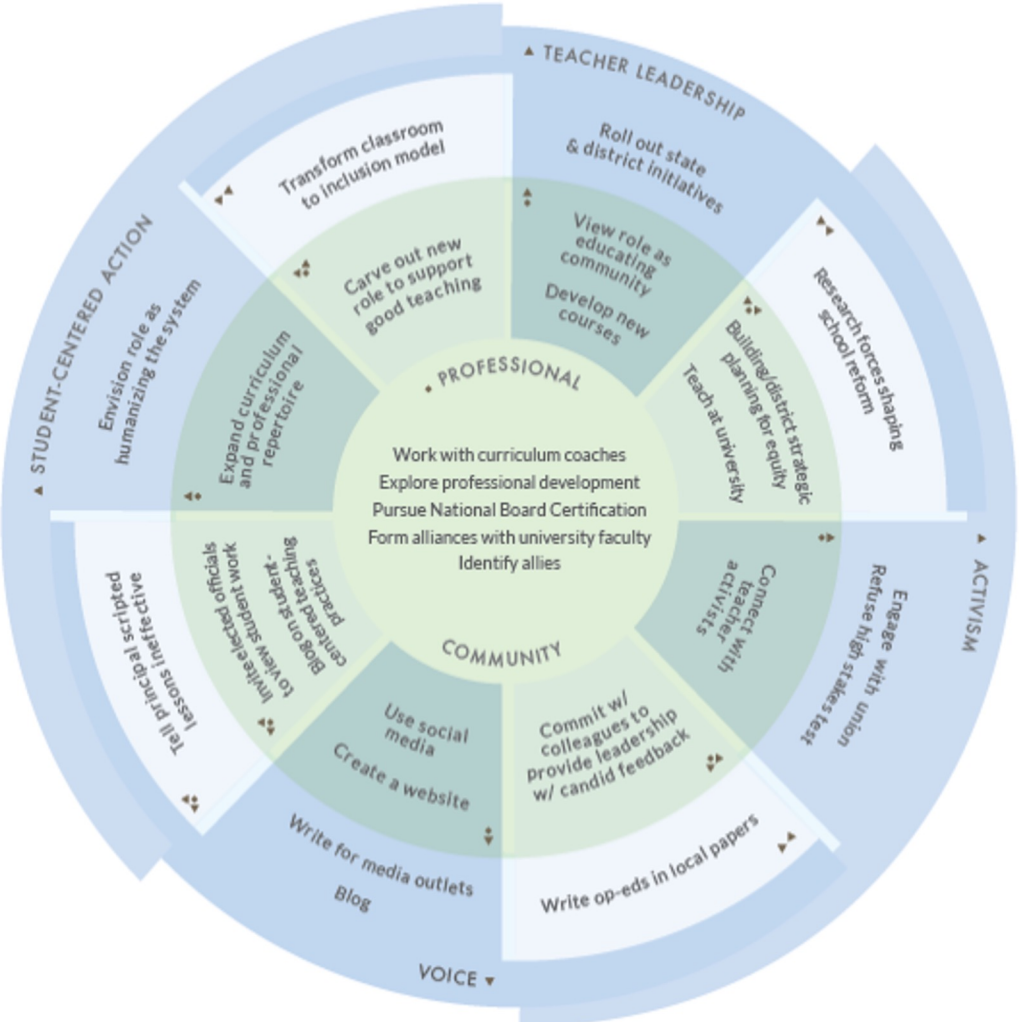 TEACHER LEADERSHIP
Roll out state
& district initiatives
View role as
educating
community
Develop new
courses
Research forces shaping
school reform
Building/district strategic
planning for equity
Teach at university
ACTIVISM
Engage with union
Refuse high stakes test
Connect with
teacher
activists
Write op-eds in local papers
Commit w/
colleagues to
provide leadership
w/ candid feedback
VOICE
Write for media outlets
Blog
Use social
media
Create a website
Tell principal scripted
lessons ineffective
Invite elected officials
to view student work
Blog on student-
centered teaching
practices
STUDENT-CENTERED ACTION
Envision role as
humanizing the system
Expand curriculum
and professional
repertoire
Transform classroom
to inclusion model
Carve out new
role to support
good teaching
PROFESSIONAL
Work with curriculum coaches
Explore professional development
Pursue National Board Certification
Form alliances with university faculty
Identify allies
COMMUNITY